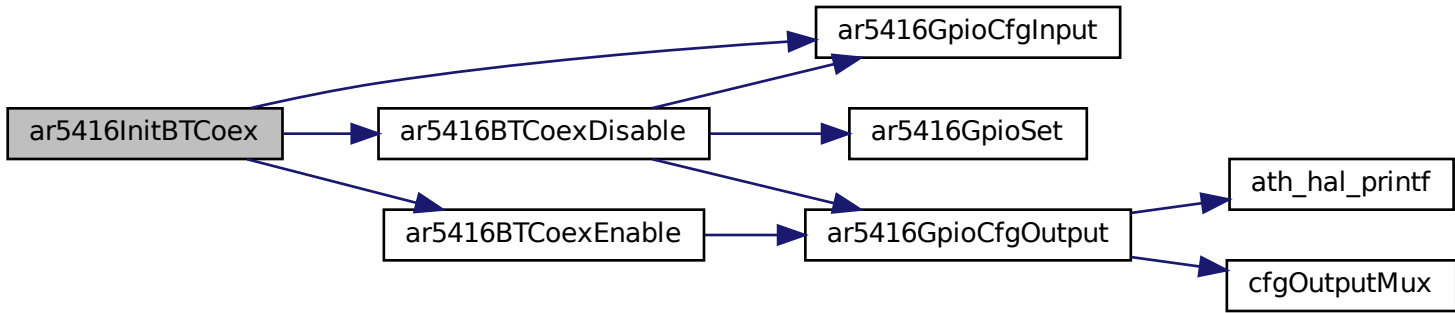 ar5416InitBTCoex
ar5416GpioCfgInput
ar5416BTCoexDisable
ar5416GpioSet
ar5416BTCoexEnable
ar5416GpioCfgOutput
ath_hal_printf
cfgOutputMux